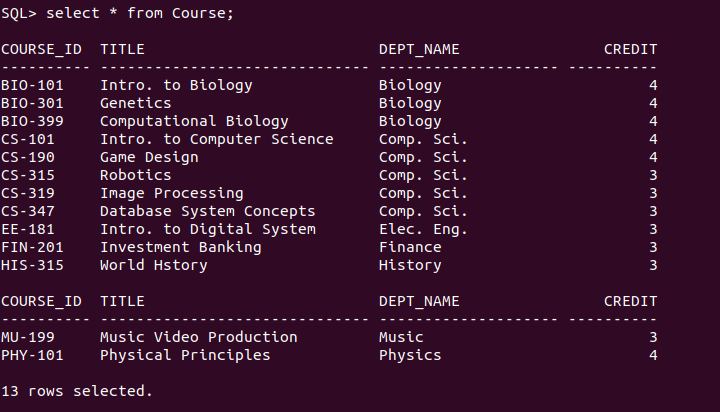 SQL> select * from Course;
COURSE_ID  TITLE                          DEPT_NAME                CREDIT
---------- ------------------------------ -------------------- ----------
BIO-101    Intro. to Biology              Biology                       4
BIO-301    Genetics                       Biology                       4
BIO-399    Computational Biology          Biology                       4
CS-101     Intro. to Computer Science     Comp. Sci.                    4
CS-190     Game Design                    Comp. Sci.                    4
CS-315     Robotics                       Comp. Sci.                    3
CS-319     Image Processing               Comp. Sci.                    3
CS-347     Database System Concepts       Comp. Sci.                    3
EE-181     Intro. to Digital System       Elec. Eng.                    3
FIN-201    Investment Banking             Finance                       3
HIS-315    World Hstory                   History                       3
COURSE_ID  TITLE                          DEPT_NAME                CREDIT
---------- ------------------------------ -------------------- ----------
MU-199     Music Video Production         Music                         3
PHY-101    Physical Principles            Physics                       4
13 rows selected.